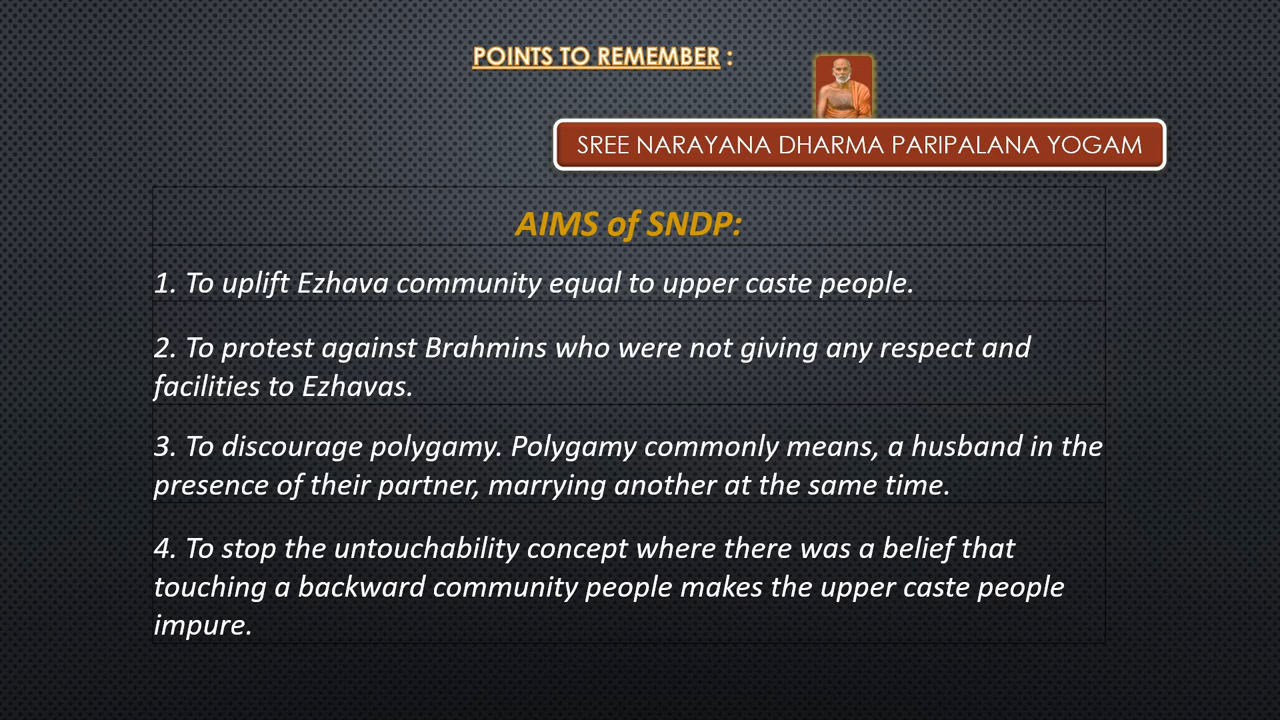 POINTS TO REMEMBER :
SREE NARAYANA DHARMA PARIPALANA YOGAM
AIMS of SNDP:
1. To uplift Ezhava community equal to upper caste people.
2. To protest against Brahmins who were not giving any respect and
facilities to Ezhavas.
3. To discourage polygamy. Polygamy commonly means, a husband in the
presence of their partner, marrying another at the same time.
4. To stop the untouchability concept where there was a belief that
touching a backward community people makes the upper caste people
impure.